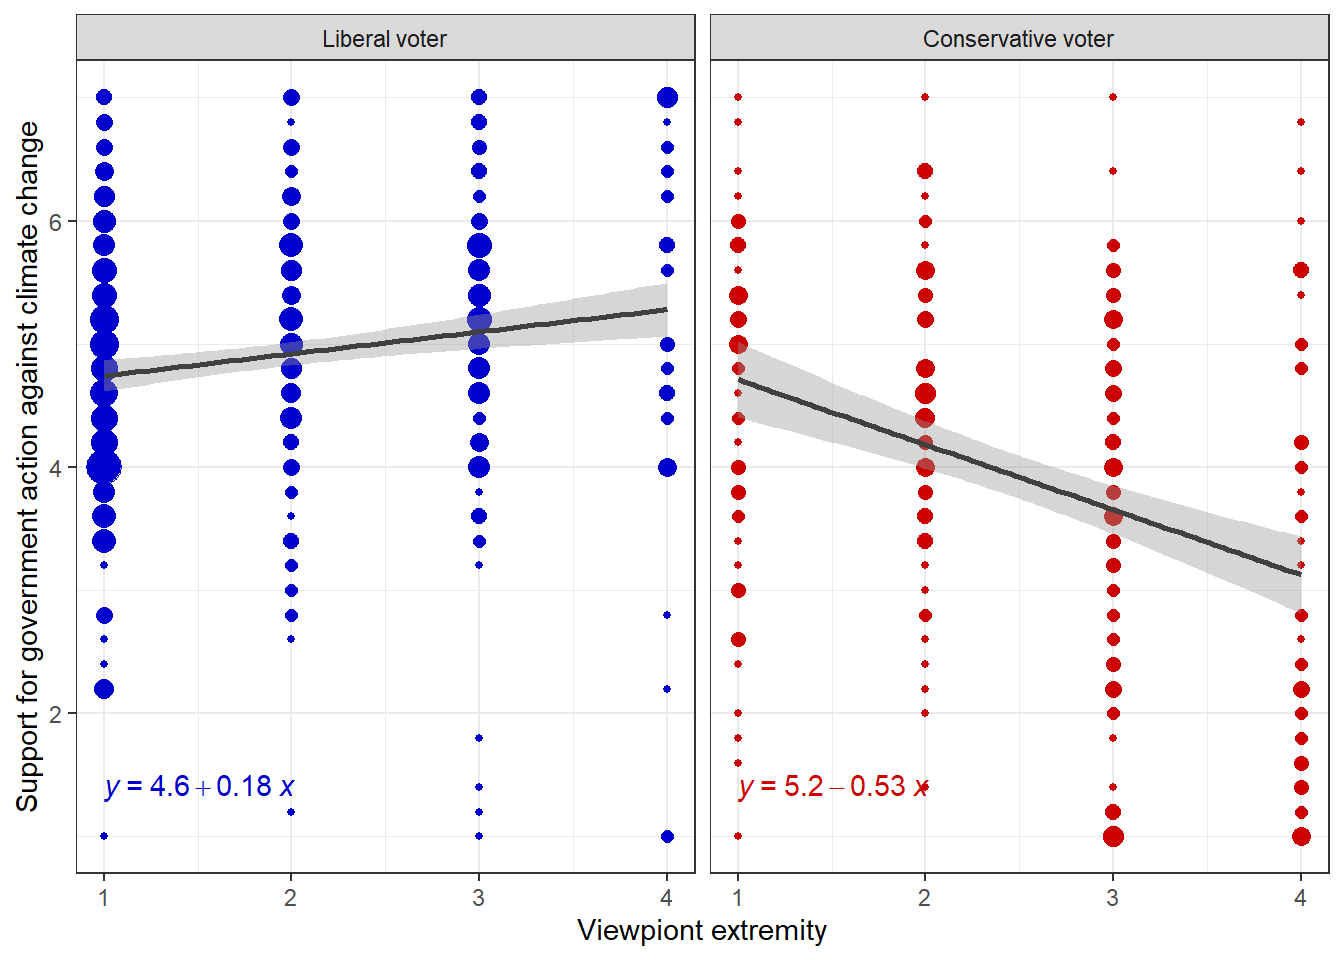 Liberal voter
Conservative voter
Support for government action against climate change
6
4
2
y = 4.6 + 0.18 x
y = 5.2 − 0.53 x
1 2 3 4
1 2 3 4
Viewpiont extremity